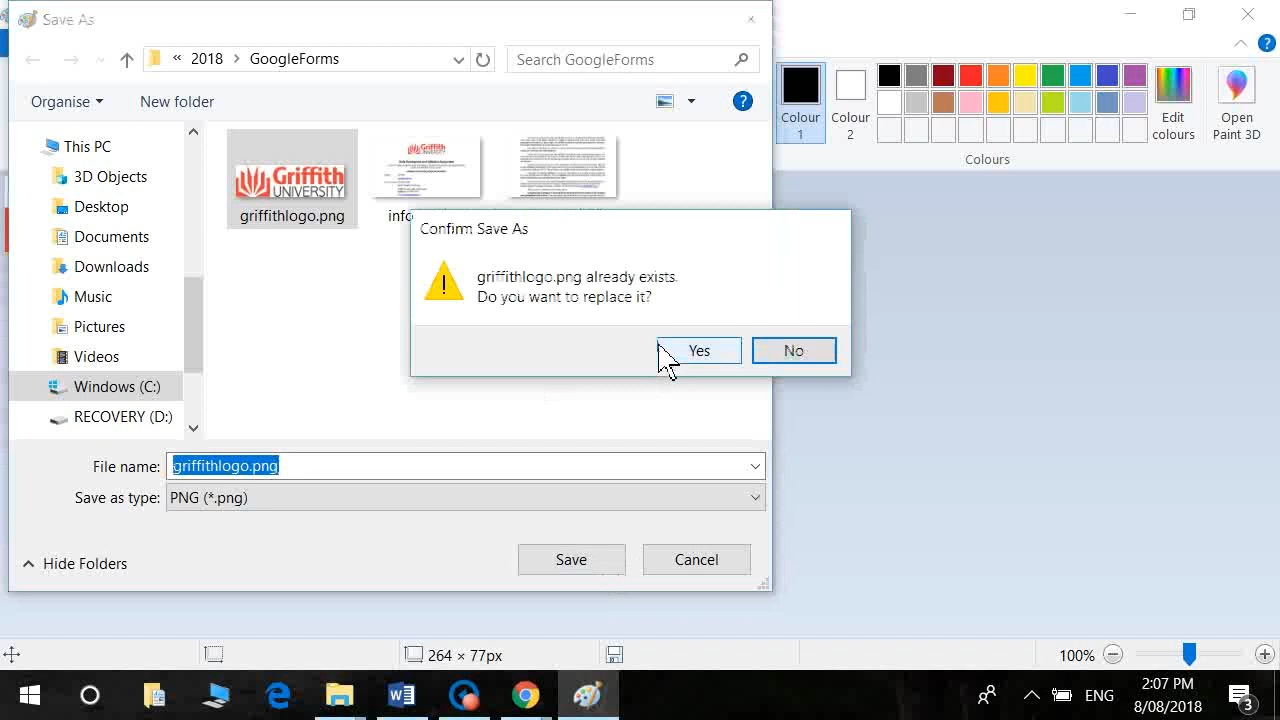 Save As
2018
GoogleForms
Search GoogleForms
Organise
New folder
This PC
3D Objects
Desktop
Documents
Downloads
Music
Pictures
Videos
Windows (C:)
RECOVERY (D:)
Griffith
UNIVERSITY
griffithlogo.png
info
Confirm Save As
griffithlogo.png already exists.
Do you want to replace it?
Yes
No
File name:
griffithlogo.png
Save as type:
PNG (*.png)
Hide Folders
Save
Cancel
Colour
1
Colour
2
Edit
colours
Open
Paint 3D
Colours
264 × 77px
100%
ENG
2:07 PM
8/08/2018
3